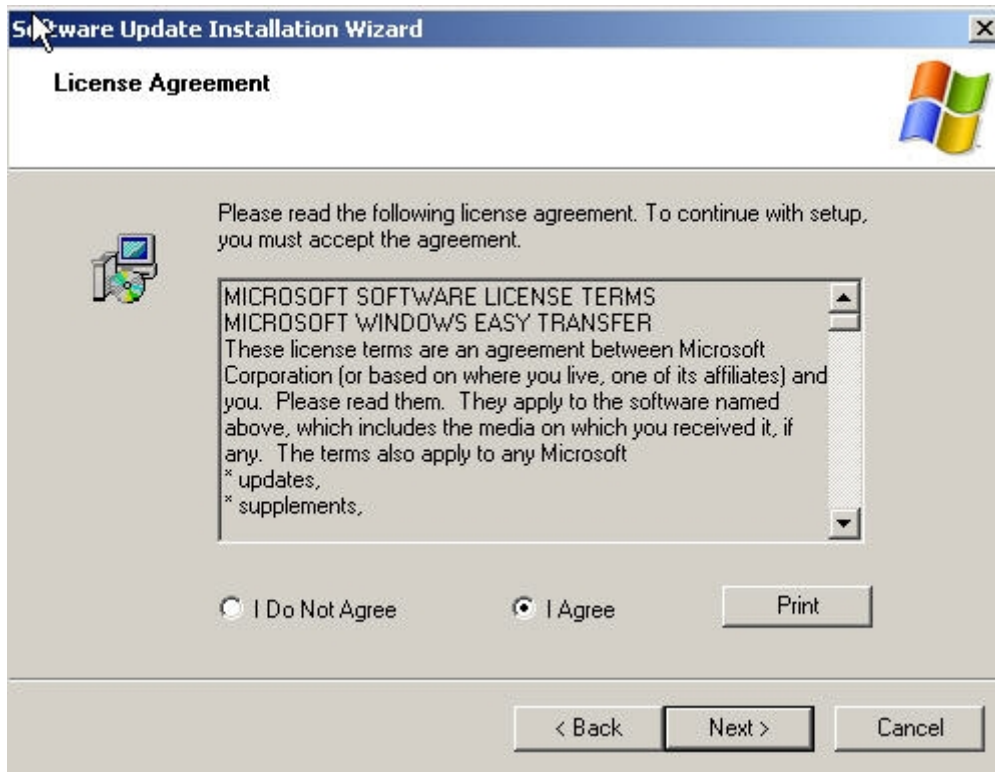 Software Update Installation Wizard
License Agreement
Please read the following license agreement. To continue with setup,
you must accept the agreement.
MICROSOFT SOFTWARE LICENSE TERMS
MICROSOFT WINDOWS EASY TRANSFER
These license terms are an agreement between Microsoft
Corporation (or based on where you live, one of its affiliates) and
you.  Please read them.  They apply to the software named
above, which includes the media on which you received it, if
any.  The terms also apply to any Microsoft
* updates,
* supplements,
I Do Not Agree
I Agree
Print
< Back
Next >
Cancel